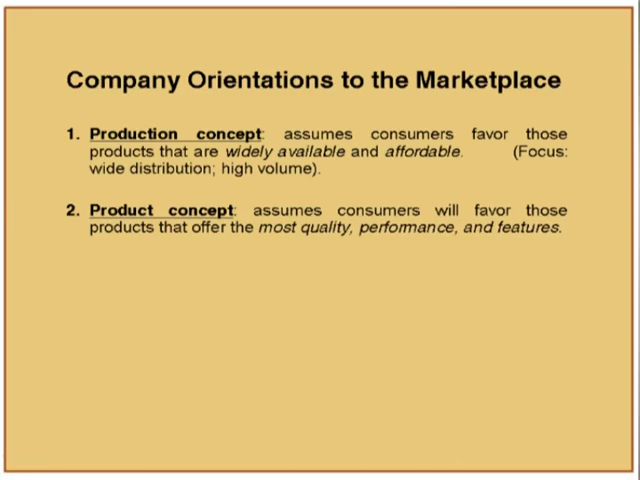 Company Orientations to the Marketplace
1. Production concept: assumes consumers favor those
products that are widely available and affordable. (Focus:
wide distribution; high volume).
2. Product concept: assumes consumers will favor those
products that offer the most quality, performance, and features.